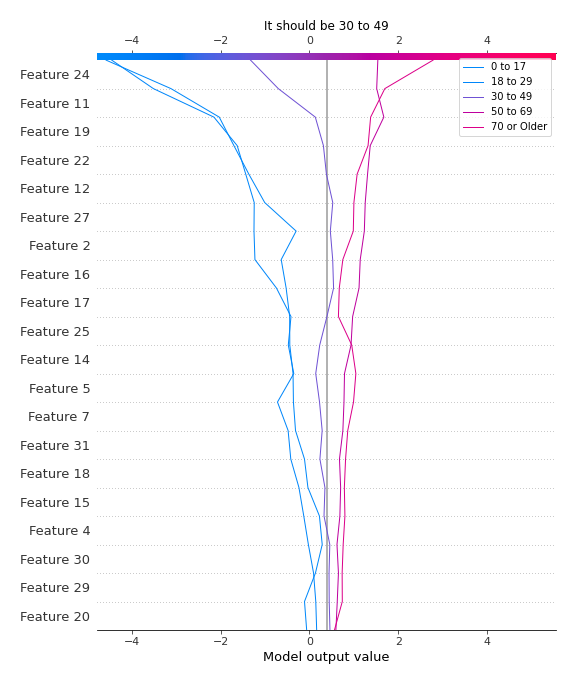 It should be 30 to 49
−4 −2 0 2 4
0 to 17
18 to 29
30 to 49
50 to 69
70 or Older
Feature 24
Feature 11
Feature 19
Feature 22
Feature 12
Feature 27
Feature 2
Feature 16
Feature 17
Feature 25
Feature 14
Feature 5
Feature 7
Feature 31
Feature 18
Feature 15
Feature 4
Feature 30
Feature 29
Feature 20
−4 −2 0 2 4
Model output value